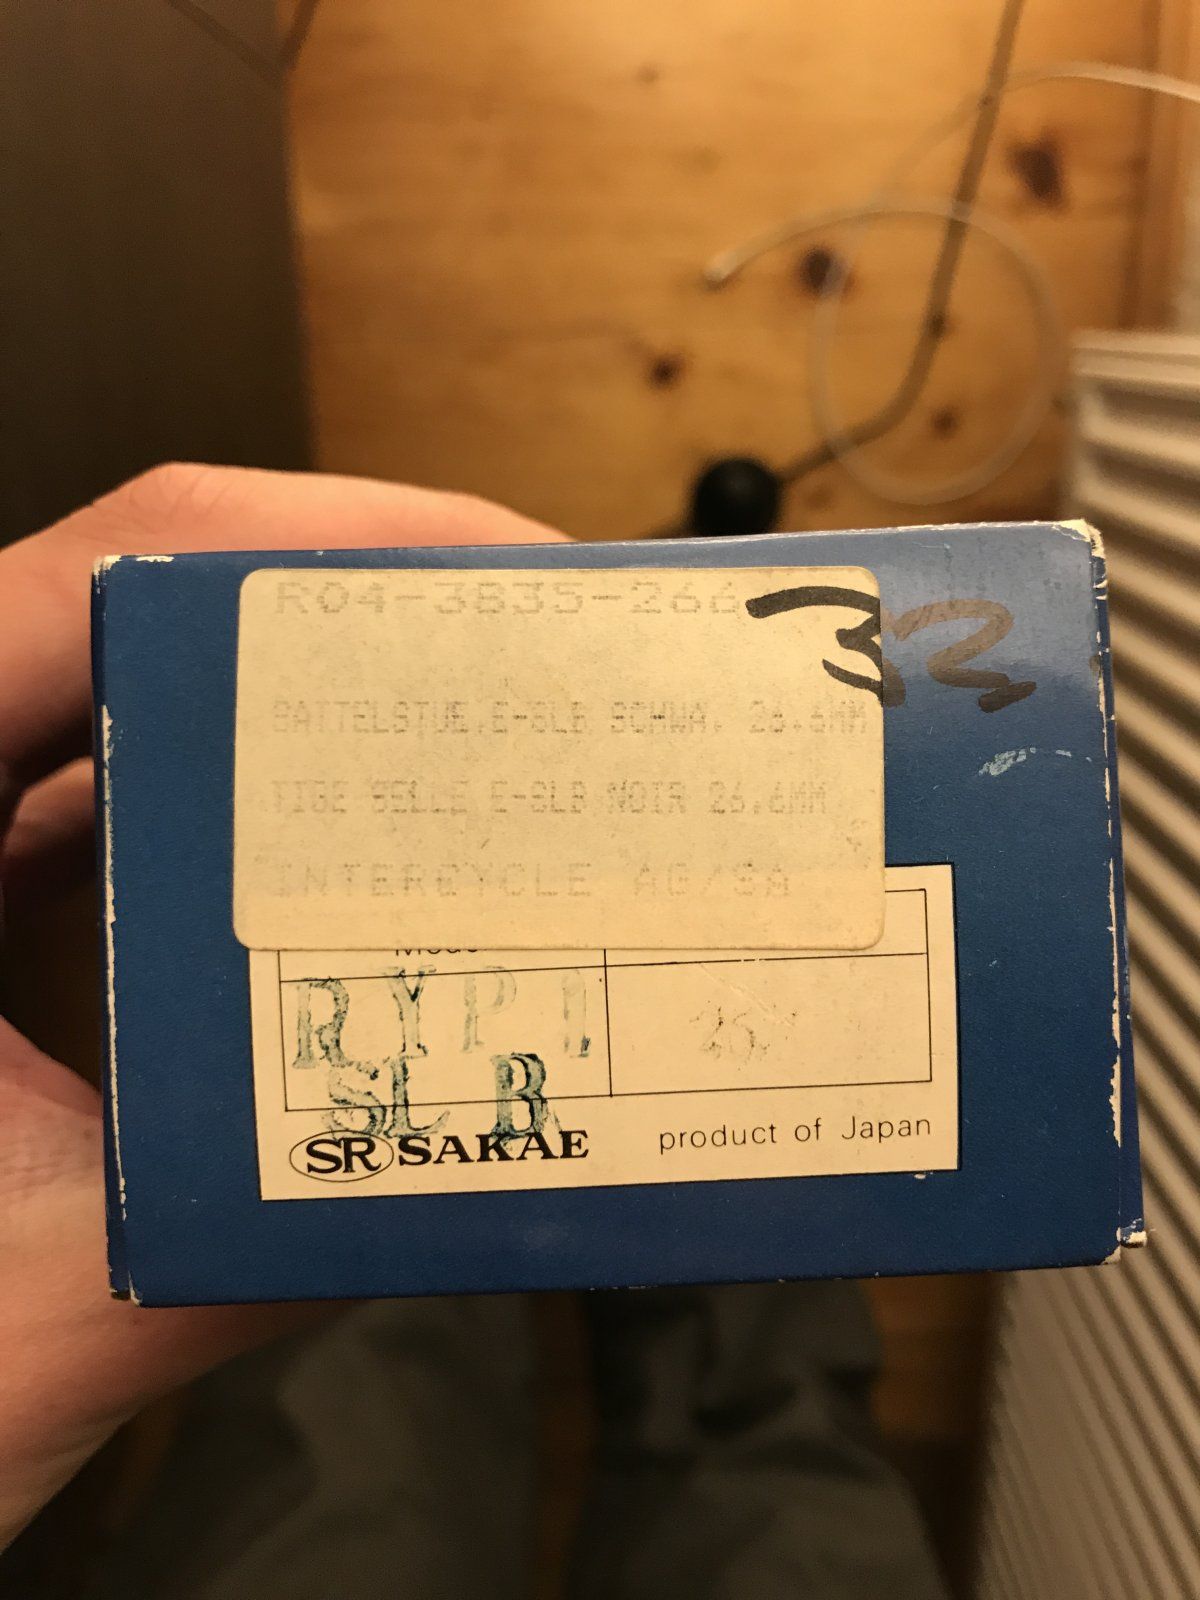 R04-3835-266
32.
SATTELSTUE.E-SLB SCHWA. 26.6MM
TIGE SELLE E-SLB NOIR 26,6MM
INTERCYCLE AG/SA
RYP1
SL B
SR SAKAE
product of Japan